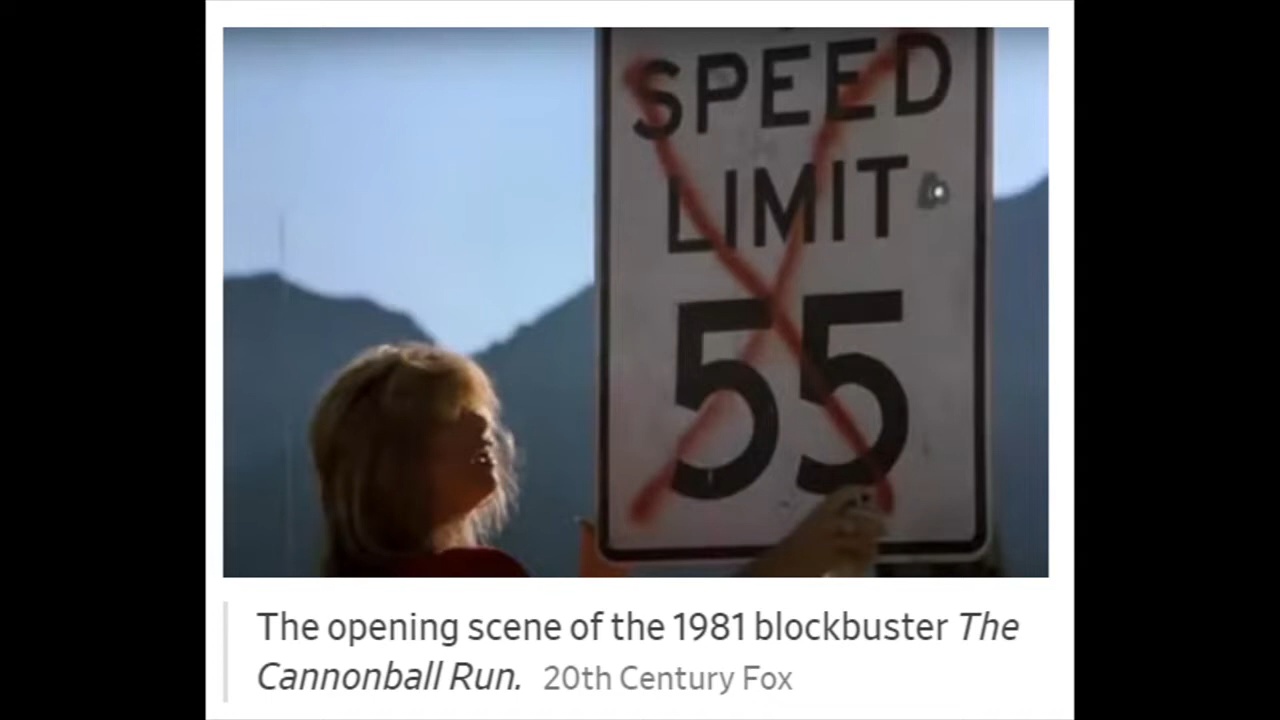 SPEED
LIMIT
55
The opening scene of the 1981 blockbuster The
Cannonball Run. 20th Century Fox